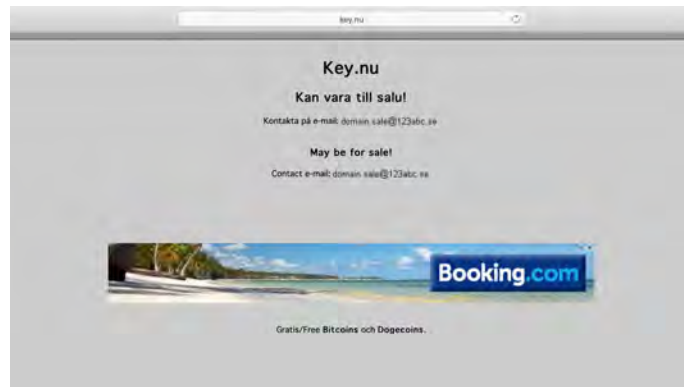 key.nu
Key.nu
Kan vara till salu!
Kontakta på e-mail: domain.sale@123abc.se
May be for sale!
Contact e-mail: domain.sale@123abc.se
Booking.com
Gratis/Free Bitcoins och Dogecoins.